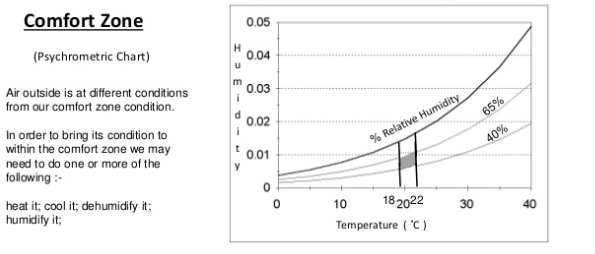 Comfort Zone
(Psychrometric Chart)
Air outside is at different conditions
from our comfort zone condition.
In order to bring its condition to
within the comfort zone we may
need to do one or more of the
following :-
heat it; cool it; dehumidify it;
humidify it;
Humidity
0.05
0.04
0.03
0.02
0.01
0
% Relative Humidity
65%
40%
0 10 18 20 22 30 40
Temperature ( °C )